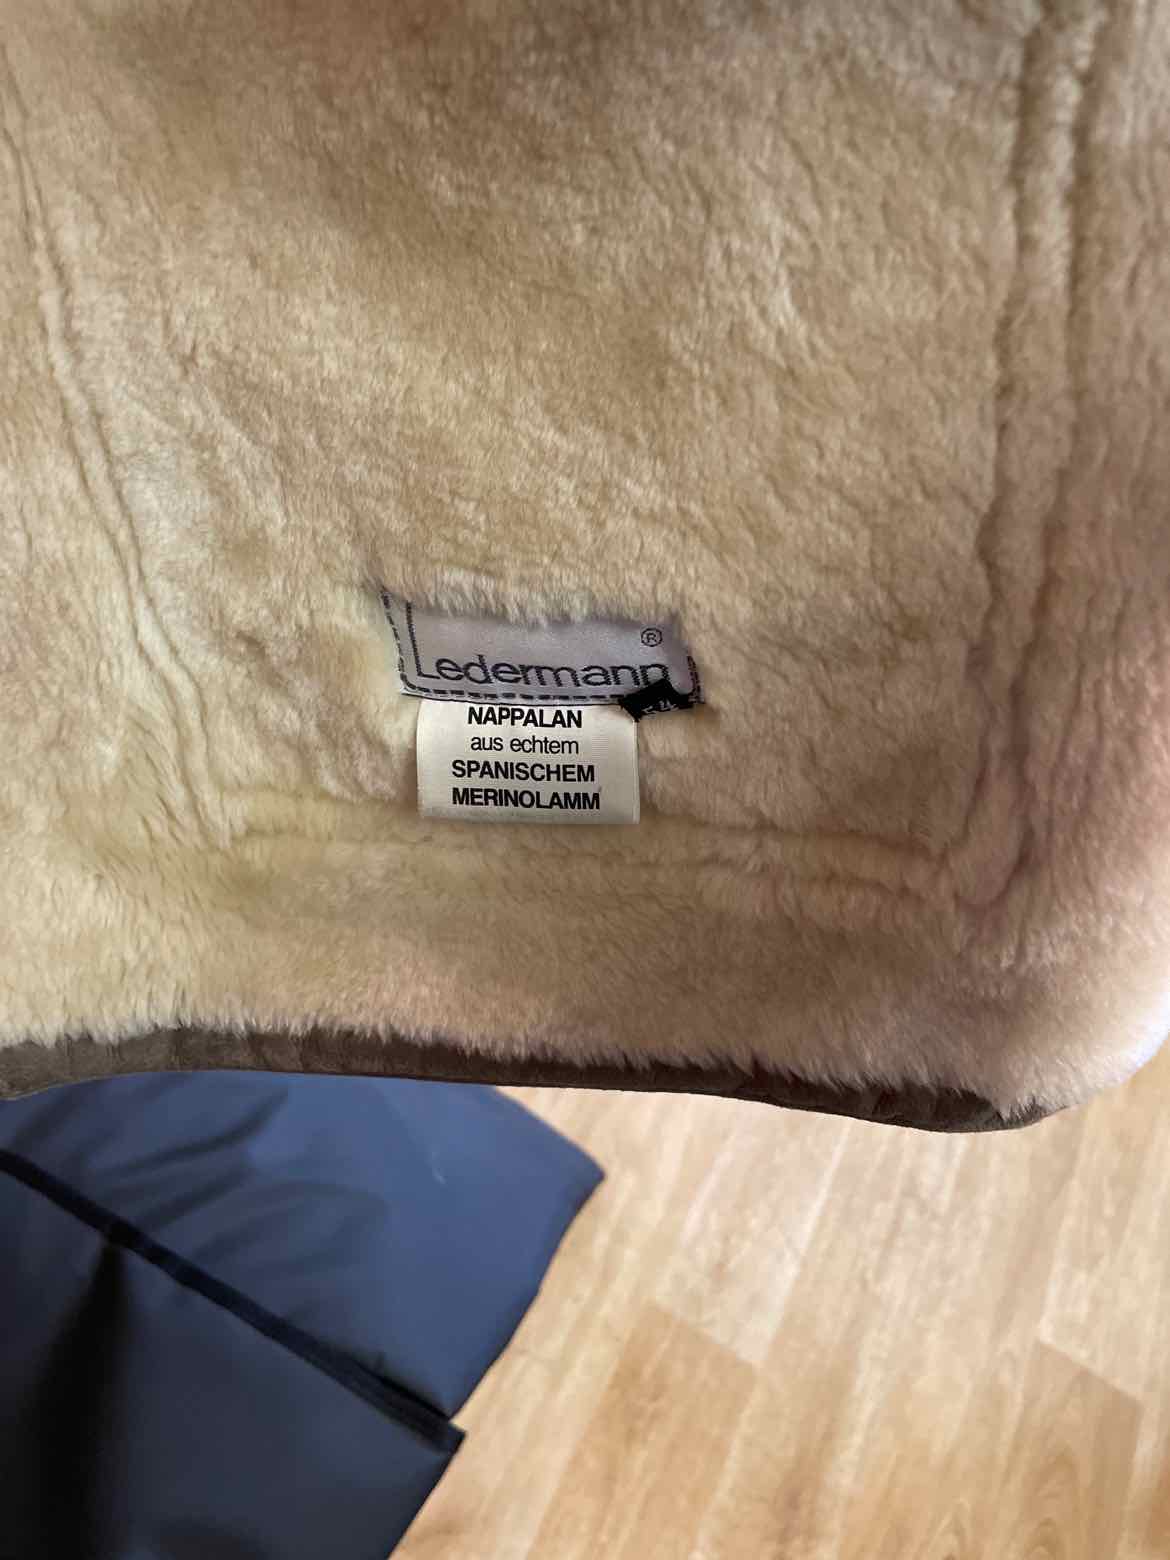 Ledermann ®
NAPPALAN
aus echtem
SPANISCHEM
MERINOLAMM